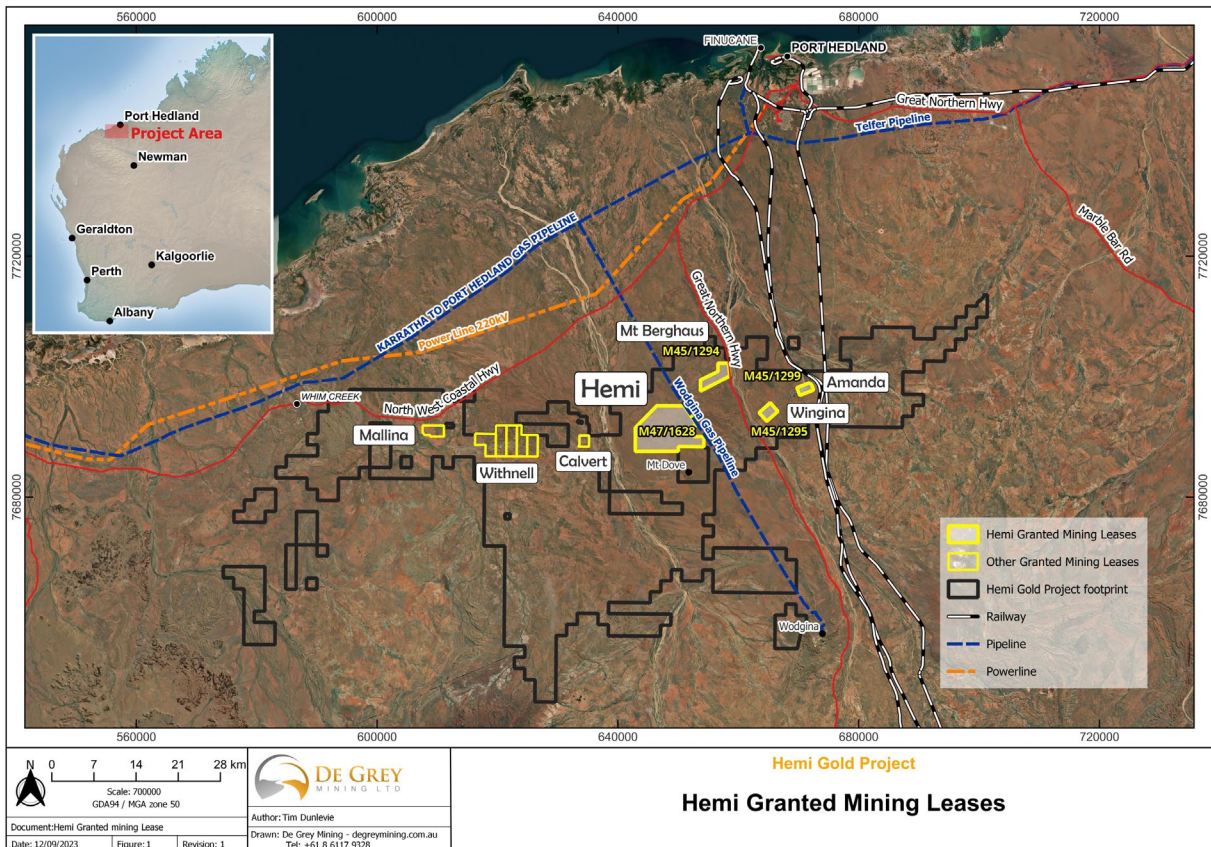 560000
600000
640000
680000
720000
FINUCANE
PORT HEDLAND
Great Northern Hwy
Telfer Pipeline
Port Hedland
Project Area
Newman
Geraldton
Kalgoorlie
Perth
Albany
7720000
7720000
Marble Bar Rd
KARRATHA TO PORT HEDLAND GAS PIPELINE
Power Line 220kV
Great Northern Hwy
Mt Berghaus
M45/1294
M45/1299
Amanda
Hemi
WHIM CREEK
North West Coastal Hwy
Wodgina Gas Pipeline
Wingina
M45/1295
Mallina
M47/1628
Withnell
Calvert
Mt Dove
7680000
7680000
Wodgina
Hemi Granted Mining Leases
Other Granted Mining Leases
Hemi Gold Project footprint
Railway
Pipeline
Powerline
560000
600000
640000
680000
720000
N
0 7 14 21 28 km
Scale: 700000
GDA94 / MGA zone 50
Document:Hemi Granted mining Lease
Date: 12/09/2023
Figure: 1
Revision: 1
DE GREY
MINING LTD
Author: Tim Dunlevie
Drawn: De Grey Mining - degreymining.com.au
Tel: +61 8 6117 9328
Hemi Gold Project
Hemi Granted Mining Leases